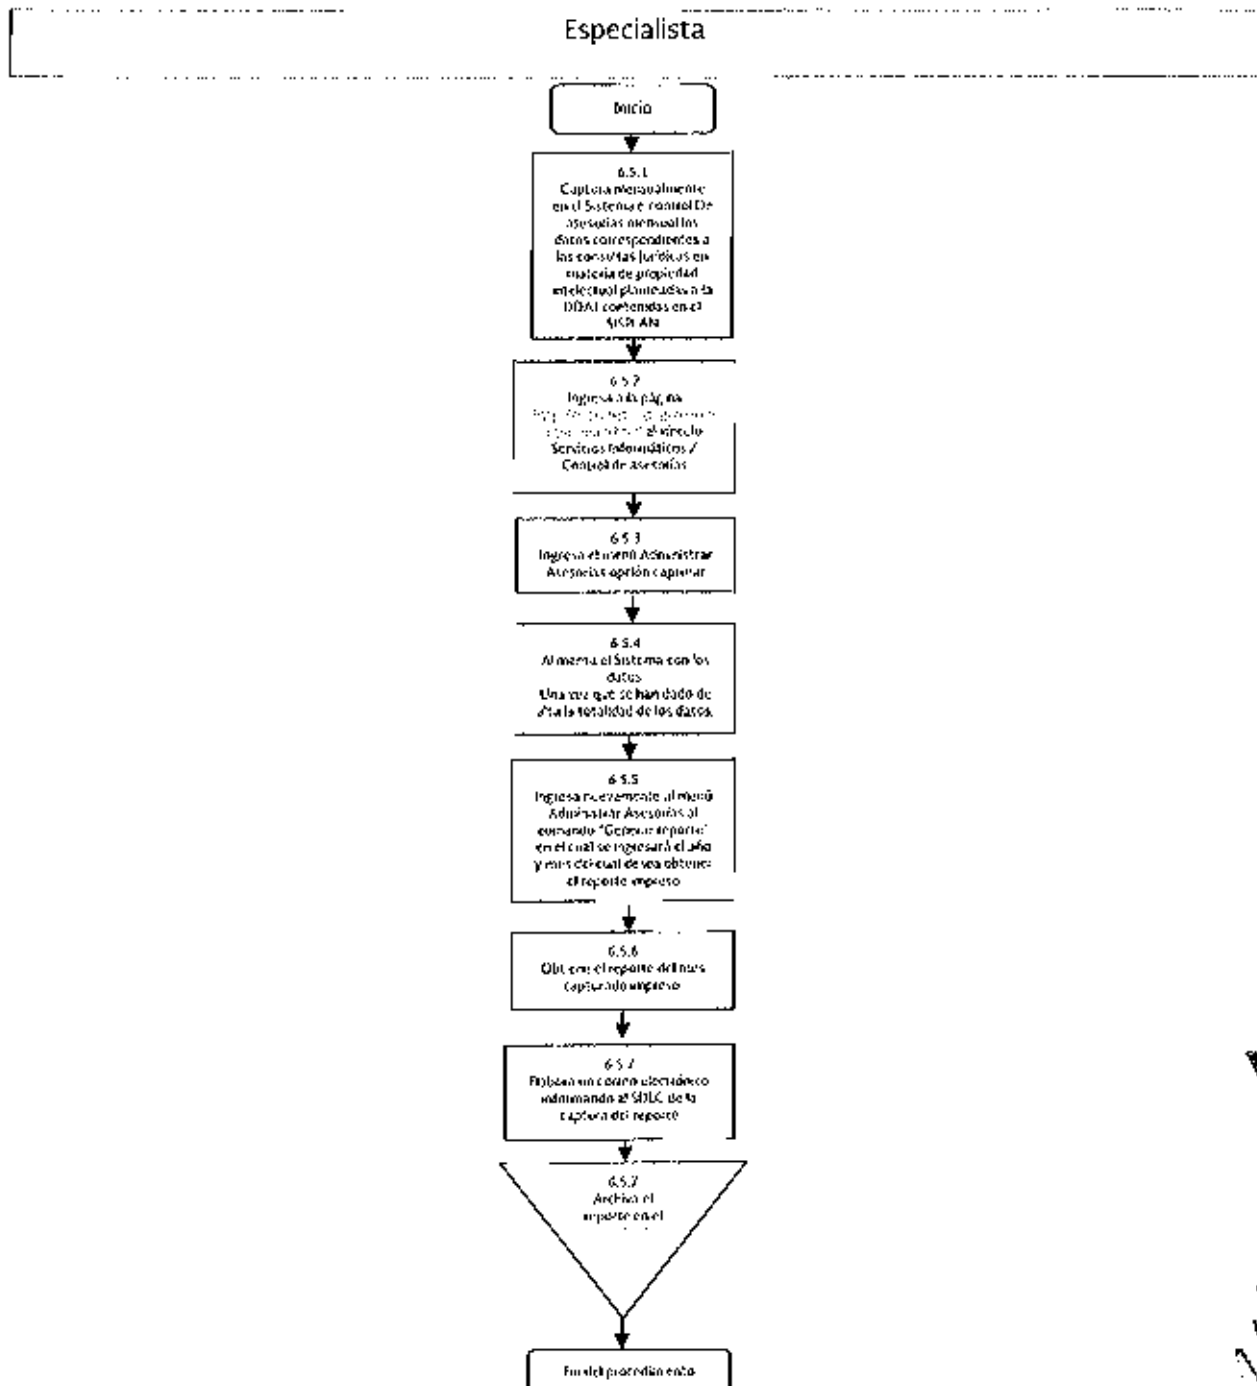 Especialista
Inicio
6.5.1
Captura mensualmente
en el Sistema e control De
asesorías mensual los
datos correspondientes a
las consultas jurídicas en
materia de propiedad
intelectual planteadas a la
contenidas en el
SISPLAN
6.5.2
Ingresa a la página
al vínculo
Servicios Informáticos /
Control de asesorías
6.5.3
Ingresa el menú Administrar
Asesorías opción capturar
6.5.4
Alimenta el Sistema con los
datos
Una vez que se han dado de
alta la totalidad de los datos.
6.5.5
Ingresa nuevamente al menú
Administrar Asesorías al
comando "Generar reporte"
en el cual se ingresará el año
y mes del cual desea obtener
el reporte impreso
6.5.6
Obtiene el reporte del mes
capturado impreso
6.5.7
Elabora un correo electrónico
informando al de la
captura del reporte
6.5.7
Archiva el
reporte en el
Fin del procedimiento